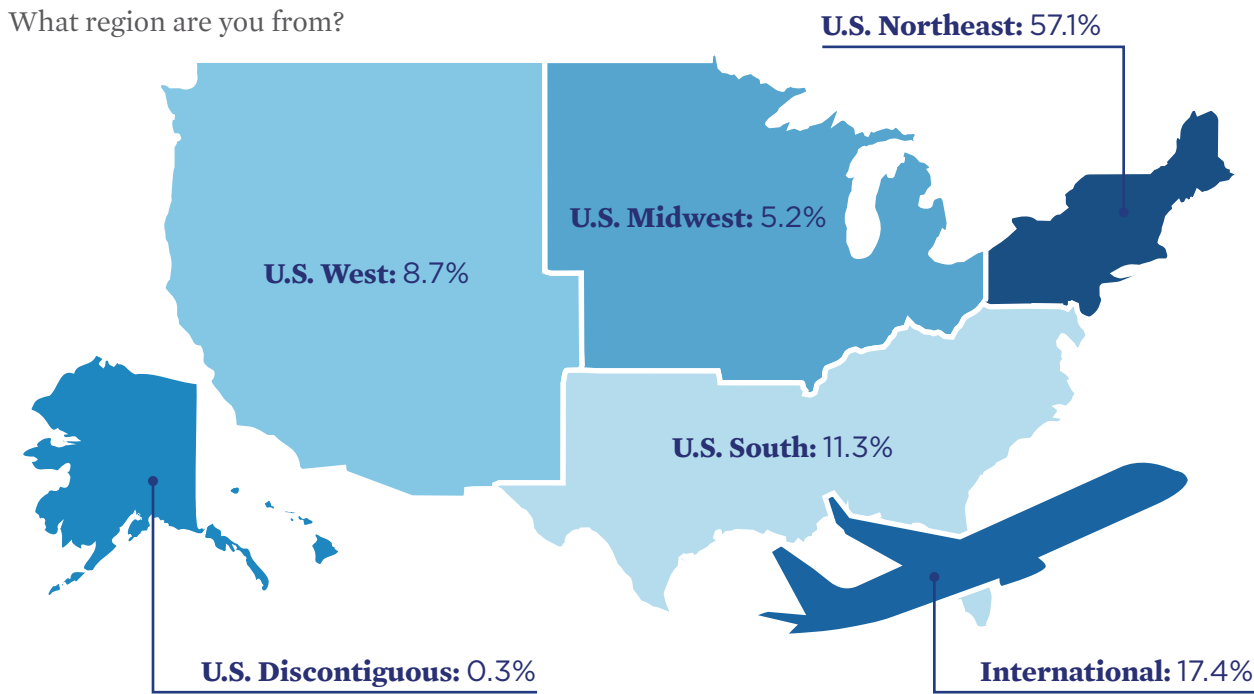 What region are you from?
U.S. Northeast: 57.1%
U.S. Midwest: 5.2%
U.S. West: 8.7%
U.S. South: 11.3%
U.S. Discontiguous: 0.3%
International: 17.4%